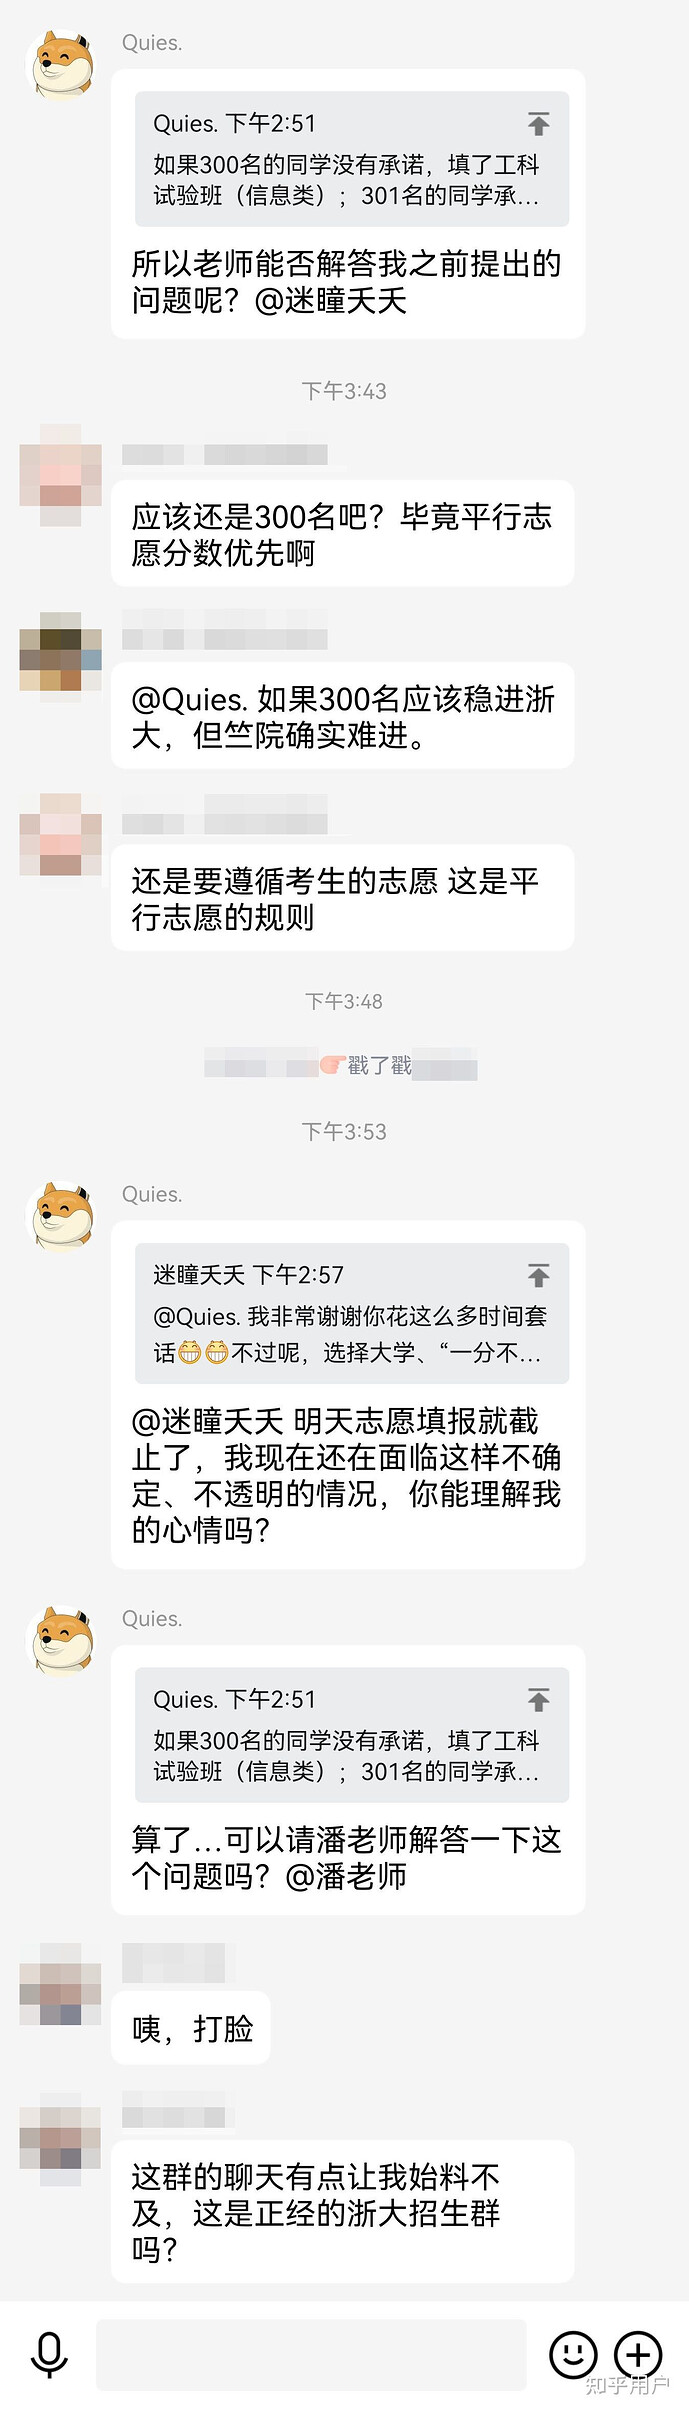 Quies.
Quies. 下午2:51
如果300名的同学没有承诺，填了工科
试验班（信息类）；301名的同学承…
所以老师能否解答我之前提出的
问题呢？@迷瞳夭夭
下午3:43
应该还是300名吧？毕竟平行志
愿分数优先啊
@Quies. 如果300名应该稳进浙
大，但竺院确实难进。
还是要遵循考生的志愿 这是平
行志愿的规则
下午3:48
戳了戳
下午3:53
Quies.
迷瞳夭夭 下午2:57
@Quies. 我非常谢谢你花这么多时间套
话😁😁不过呢，选择大学、“一分不…
@迷瞳夭夭 明天志愿填报就截
止了，我现在还在面临这样不确
定、不透明的情况，你能理解我
的心情吗？
Quies.
Quies. 下午2:51
如果300名的同学没有承诺，填了工科
试验班（信息类）；301名的同学承…
算了…可以请潘老师解答一下这
个问题吗？@潘老师
咦，打脸
这群的聊天有点让我始料不
及，这是正经的浙大招生群
吗？
知乎用户